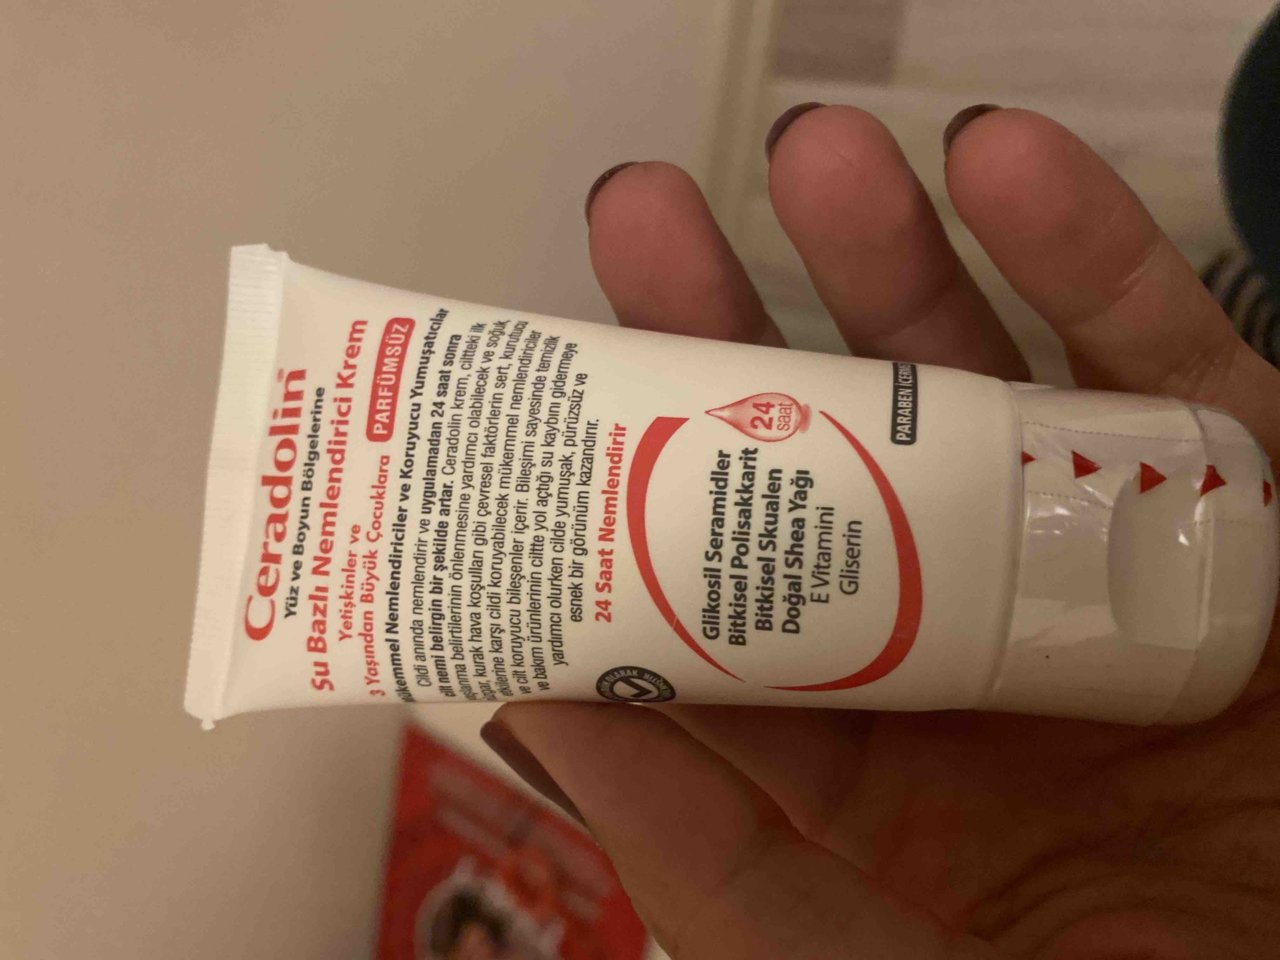 Ceradolin
Yüz ve Boyun Bölgelerine
Su Bazlı Nemlendirici Krem
Yetişkinler ve
3 Yaşından Büyük Çocuklara PARFÜMSÜZ
Nemlendiriciler ve Koruyucu Yumuşatıcılar
Cildi anında nemlendirir ve uygulamadan 24 saat sonra
cilt nemi belirgin bir şekilde artar. Ceradolin krem, ciltteki ilk
belirtilerinin önlenmesine yardımcı olabilecek ve soğuk,
kurak hava koşulları gibi çevresel faktörlerin sert, kurutucu
etkilerine karşı cildi koruyabilecek mükemmel nemlendiriciler
ve cilt koruyucu bileşenler içerir. Bileşimi sayesinde temizlik
ve bakım ürünlerinin ciltte yol açtığı su kaybını gidermeye
yardımcı olurken cilde yumuşak, pürüzsüz ve
esnek bir görünüm kazandırır.
24 Saat Nemlendirir
24
saat
Glikosil Seramidler
Bitkisel Polisakkarit
Bitkisel Skualen
Doğal Shea Yağı
E Vitamini
Gliserin
OLARAK
PARABEN